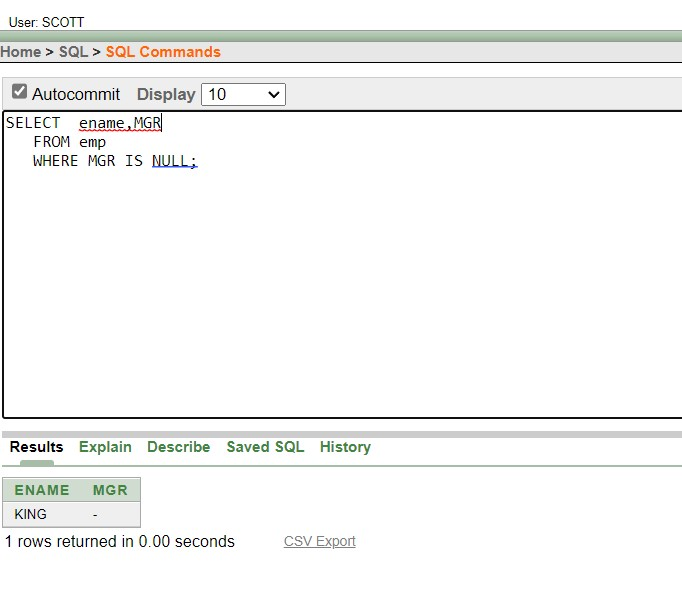 User: SCOTT
Home > SQL > SQL Commands
Autocommit Display 10
SELECT  ename,MGR
   FROM emp
   WHERE MGR IS NULL;
Results Explain Describe Saved SQL History
ENAME MGR
KING -
1 rows returned in 0.00 seconds CSV Export